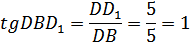 tgDBD₁ = DD₁/DB = 5/5 = 1